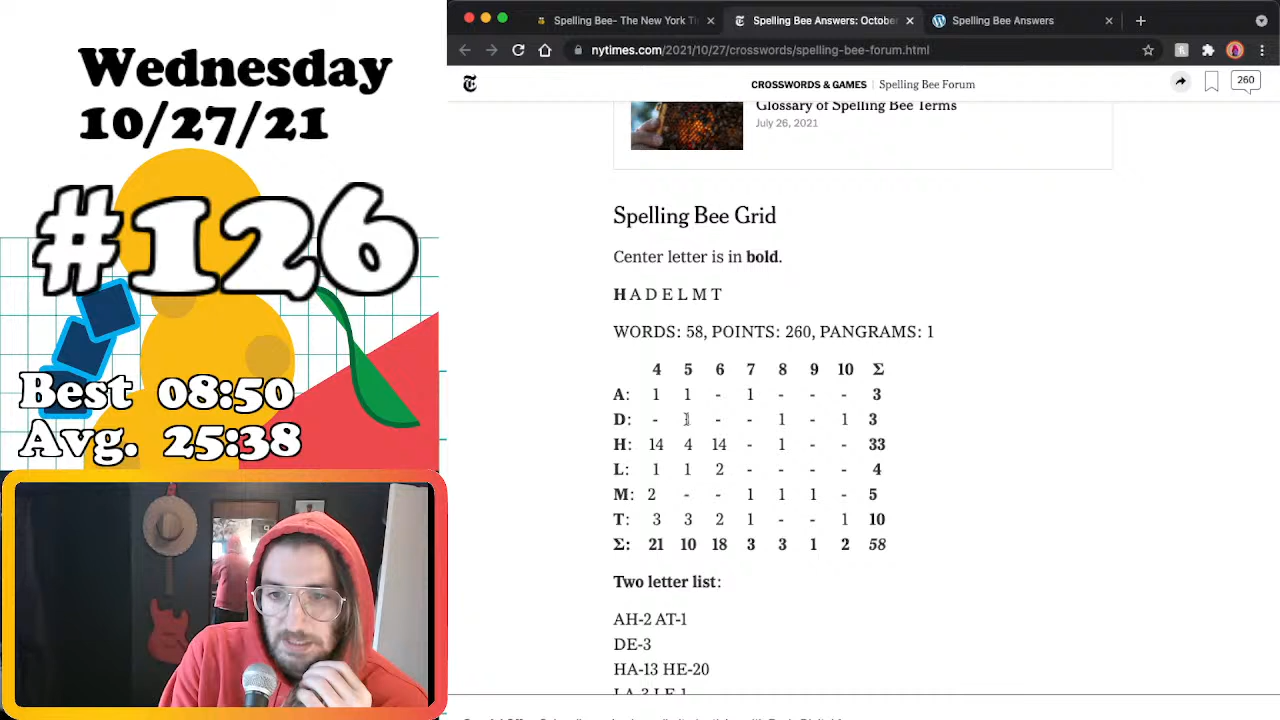 Wednesday
10/27/21
#126
Best 08:50
Avg. 25:38
Spelling Bee- The New York Ti
Spelling Bee Answers: October
Spelling Bee Answers
nytimes.com/2021/10/27/crosswords/spelling-bee-forum.html
CROSSWORDS & GAMES | Spelling Bee Forum
260
Glossary of Spelling Bee Terms
July 26, 2021
Spelling Bee Grid
Center letter is in bold.
H A D E L M T
WORDS: 58, POINTS: 260, PANGRAMS: 1
4 5 6 7 8 9 10 Σ
A: 1 1 - 1 - - - 3
D: - 1 - - 1 - 1 3
H: 14 4 14 - 1 - - 33
L: 1 1 2 - - - - 4
M: 2 - - 1 1 1 - 5
T: 3 3 2 1 - - 1 10
Σ: 21 10 18 3 3 1 2 58
Two letter list:
AH-2 AT-1
DE-3
HA-13 HE-20
LA-3 LE-1